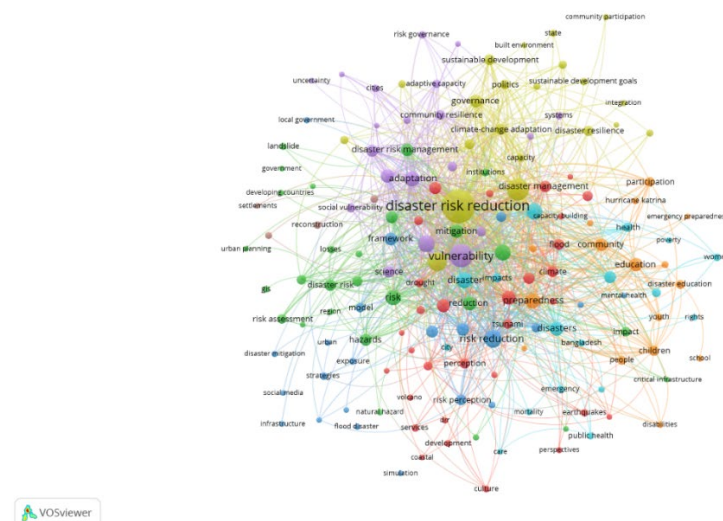 community participation
risk governance
state
built environment
sustainable development
uncertainty
cities
adaptive capacity
politics
sustainable development goals
governance
integration
local government
community resilience
systems
climate-change adaptation
disaster resilience
landslide
disaster risk management
capacity
government
institutions
adaptation
disaster management
participation
developing countries
hurricane katrina
settlements
social vulnerability
disaster risk reduction
capacity building
emergency preparedness
reconstruction
mitigation
health
framework
flood
community
poverty
urban planning
losses
vulnerability
women
science
education
climate
gis
disaster risk
drought
disaster
impacts
disaster education
risk
reduction
preparedness
mental health
region
model
youth
rights
risk assessment
tsunami
disasters
impact
hazards
risk reduction
urban
city
bangladesh
disaster mitigation
children
exposure
perception
people
school
strategies
critical infrastructure
social media
emergency
volcano
risk perception
natural hazard
mortality
earthquakes
infrastructure
flood disaster
services
drr
disabilities
public health
development
care
perspectives
coastal
simulation
culture
VOSviewer